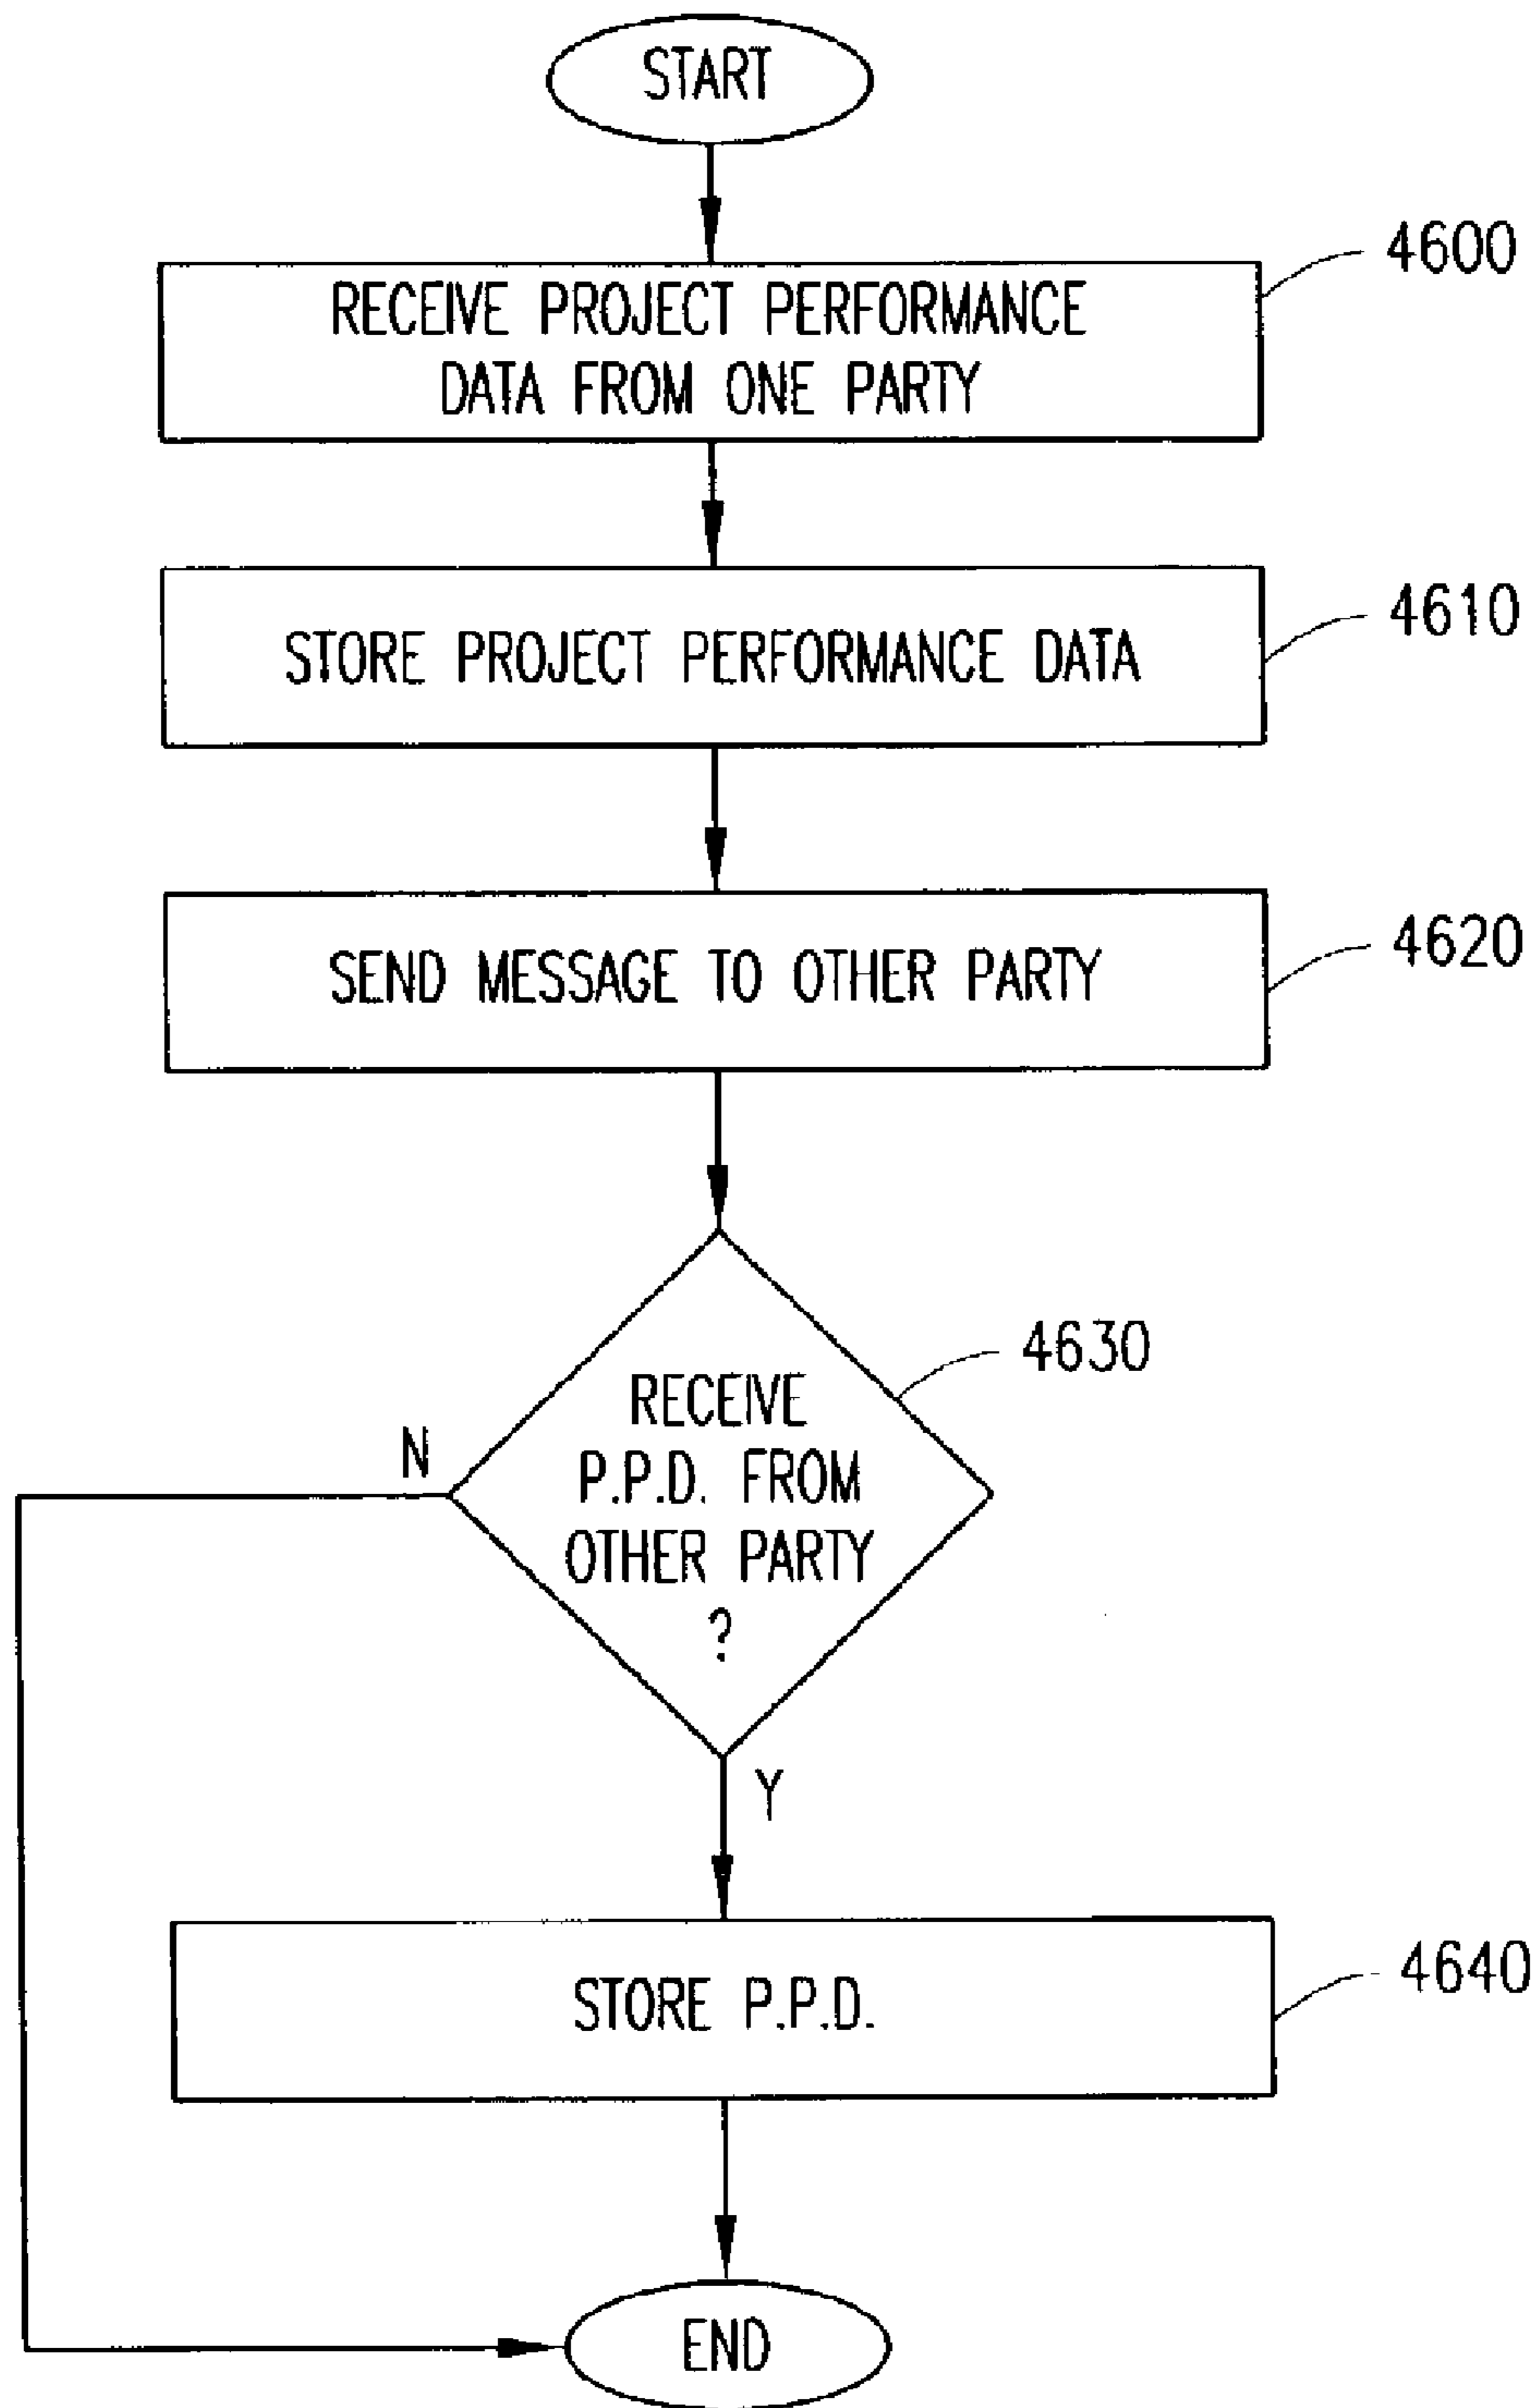 START
4600
RECEIVE PROJECT PERFORMANCE
DATA FROM ONE PARTY
4610
STORE PROJECT PERFORMANCE DATA
4620
SEND MESSAGE TO OTHER PARTY
4630
RECEIVE
P.P.D. FROM
OTHER PARTY
?
N
Y
4640
STORE P.P.D.
END